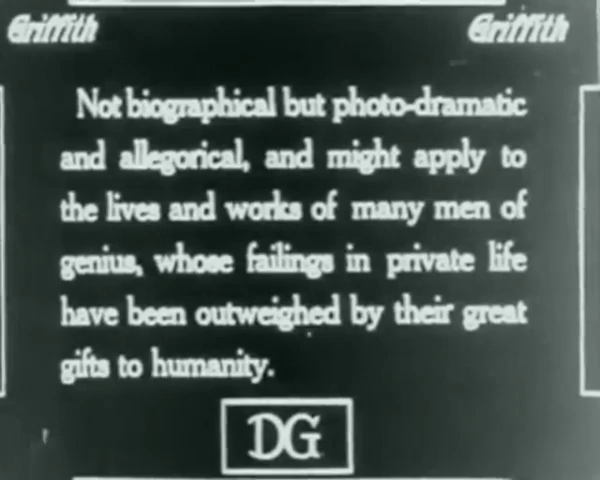 Griffith Griffith
Not biographical but photo-dramatic
and allegorical, and might apply to
the lives and works of many men of
genius, whose failings in private life
have been outweighed by their great
gifts to humanity.
DG